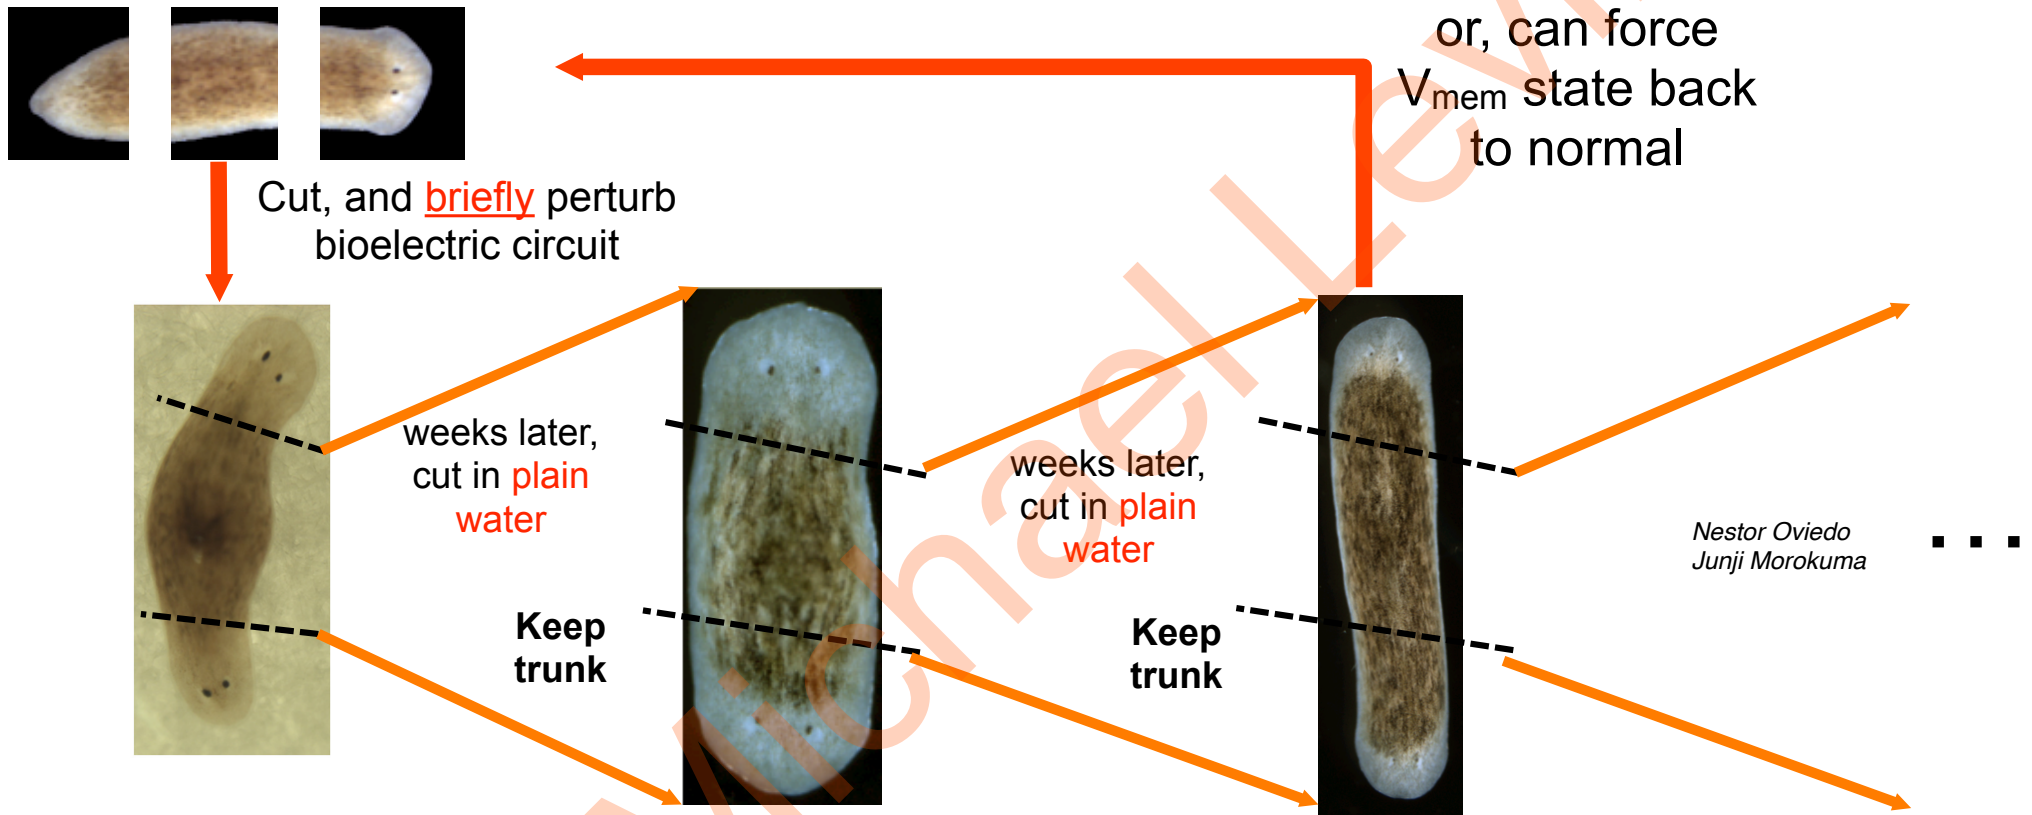 or, can force
Vmem state back
to normal
Cut, and briefly perturb
bioelectric circuit
weeks later,
cut in plain
water
Keep
trunk
weeks later,
cut in plain
water
Keep
trunk
Nestor Oviedo
Junji Morokuma
. . .
Michael Levi